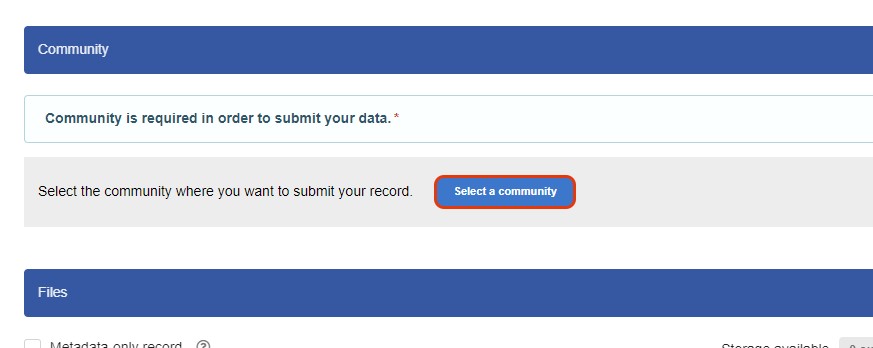 Community
Community is required in order to submit your data.*
Select the community where you want to submit your record. Select a community
Files
Metadata-only record Storage available